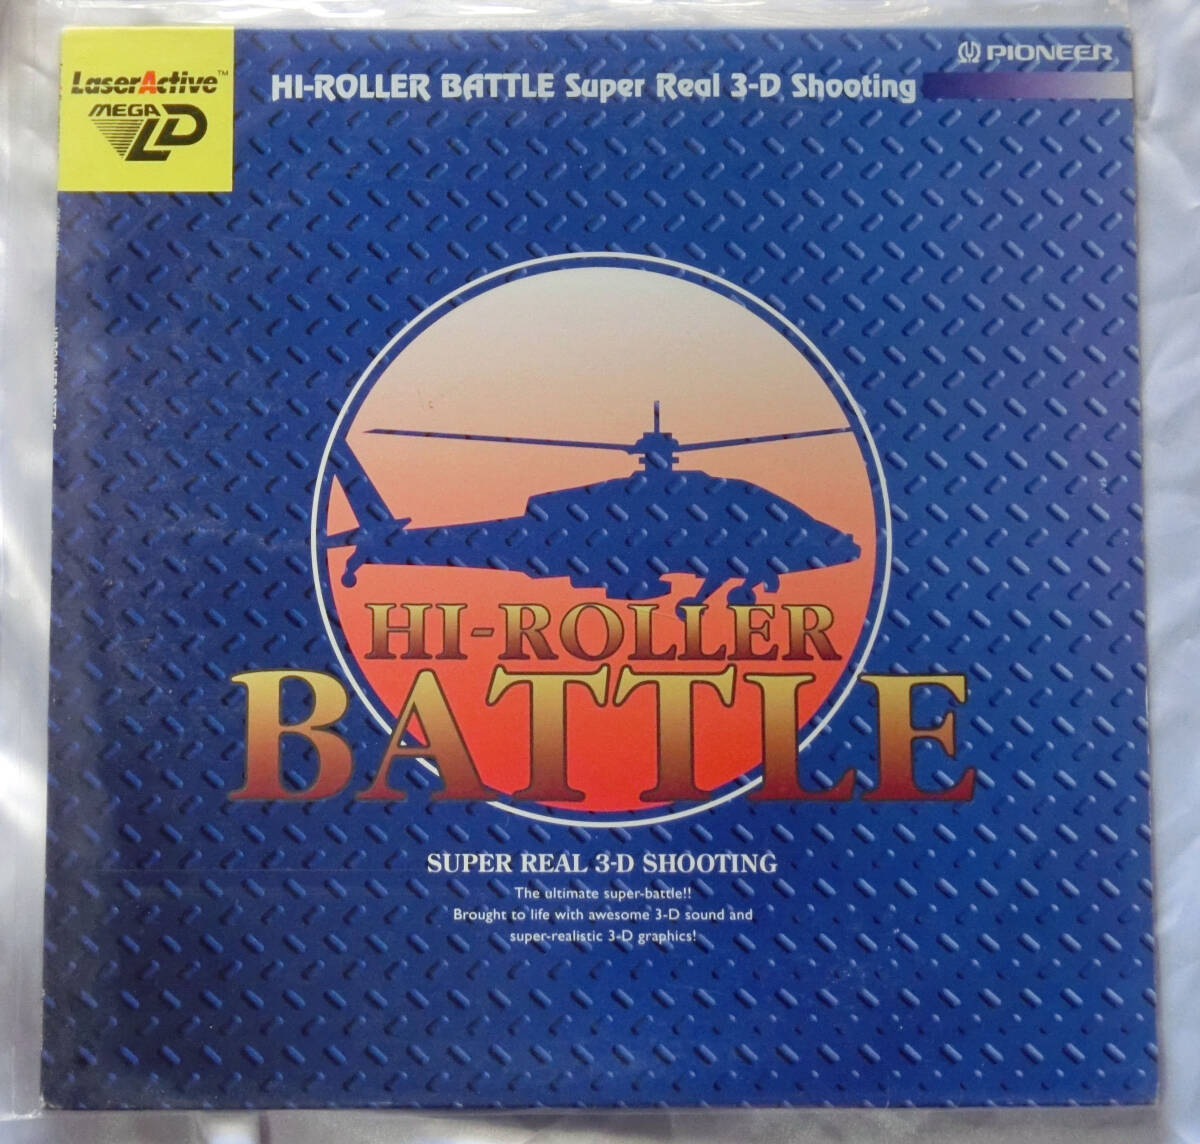 LaserActive™
MEGA
LD
HI-ROLLER BATTLE Super Real 3-D Shooting
PIONEER
HI-ROLLER
BATTLE
SUPER REAL 3-D SHOOTING
The ultimate super-battle!!
Brought to life with awesome 3-D sound and
super-realistic 3-D graphics!